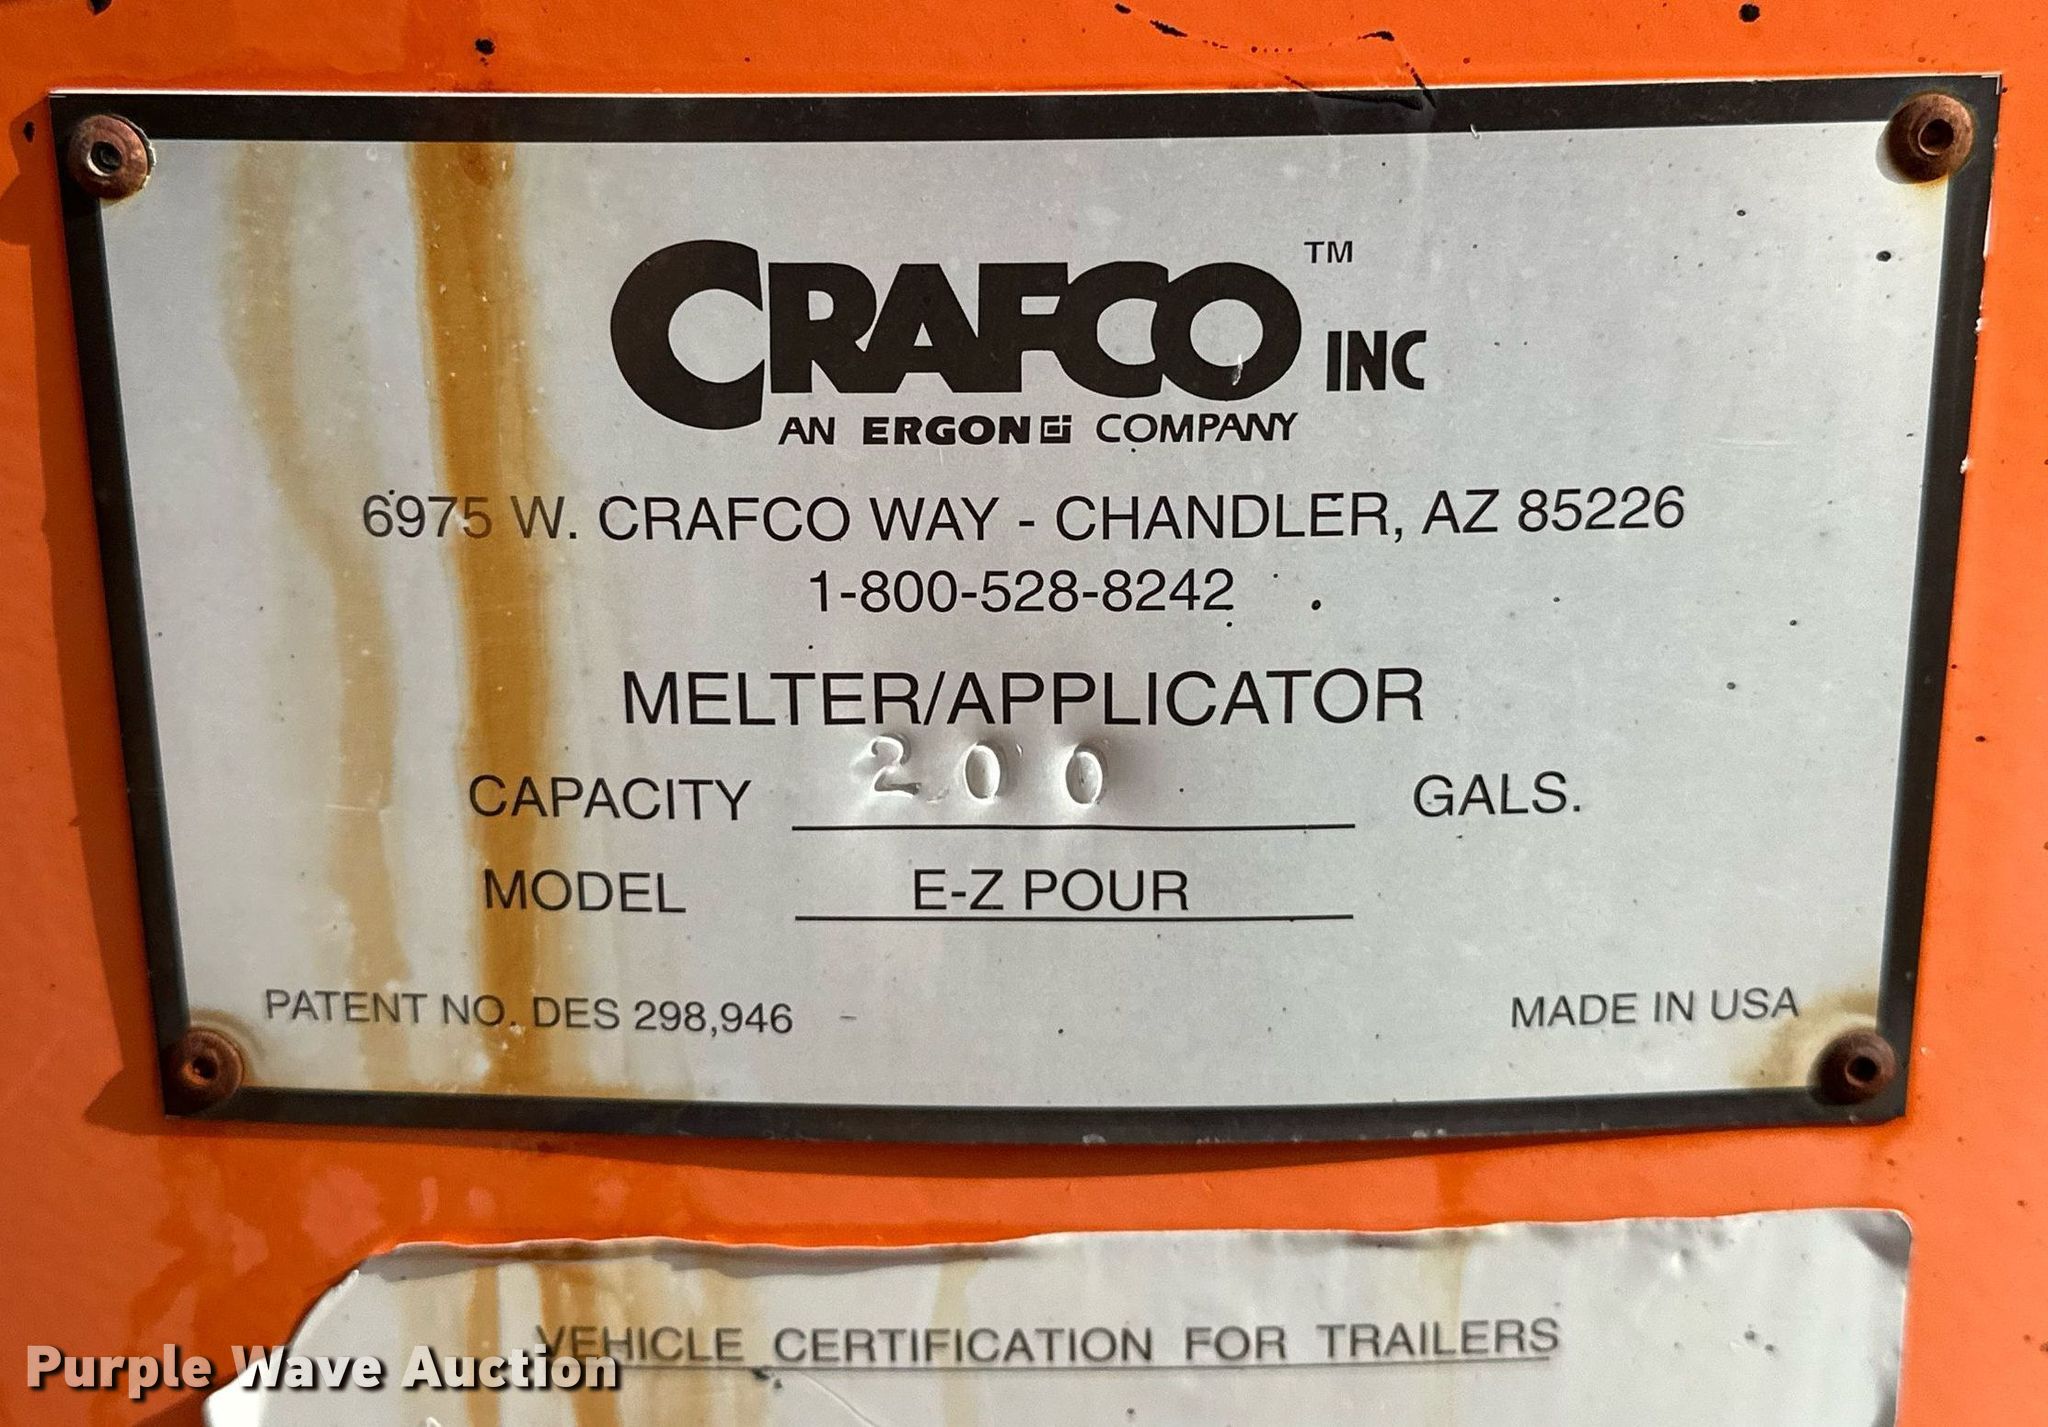 CRAFCO™ INC
AN ERGON COMPANY
6975 W. CRAFCO WAY - CHANDLER, AZ 85226
1-800-528-8242
MELTER/APPLICATOR
CAPACITY 200 GALS.
MODEL E-Z POUR
PATENT NO. DES 298,946 MADE IN USA
VEHICLE CERTIFICATION FOR TRAILERS
Purple Wave Auction